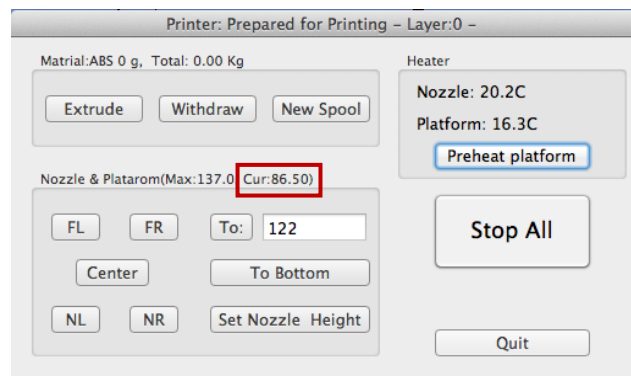 Printer: Prepared for Printing – Layer:0 –
Matrial:ABS 0 g, Total: 0.00 Kg
Extrude
Withdraw
New Spool
Heater
Nozzle: 20.2C
Platform: 16.3C
Preheat platform
Nozzle & Platarom(Max:137.0 Cur:86.50)
FL
FR
To:
122
Center
To Bottom
NL
NR
Set Nozzle Height
Stop All
Quit